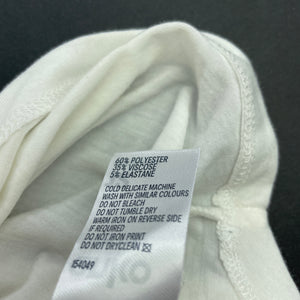 60% POLYESTER
35% VISCOSE
5% ELASTANE
COLD DELICATE MACHINE
WASH WITH SIMILAR COLOURS
DO NOT BLEACH
DO NOT TUMBLE DRY
WARM IRON ON REVERSE SIDE
IF REQUIRED
DO NOT IRON PRINT
DO NOT DRYCLEAN
154049